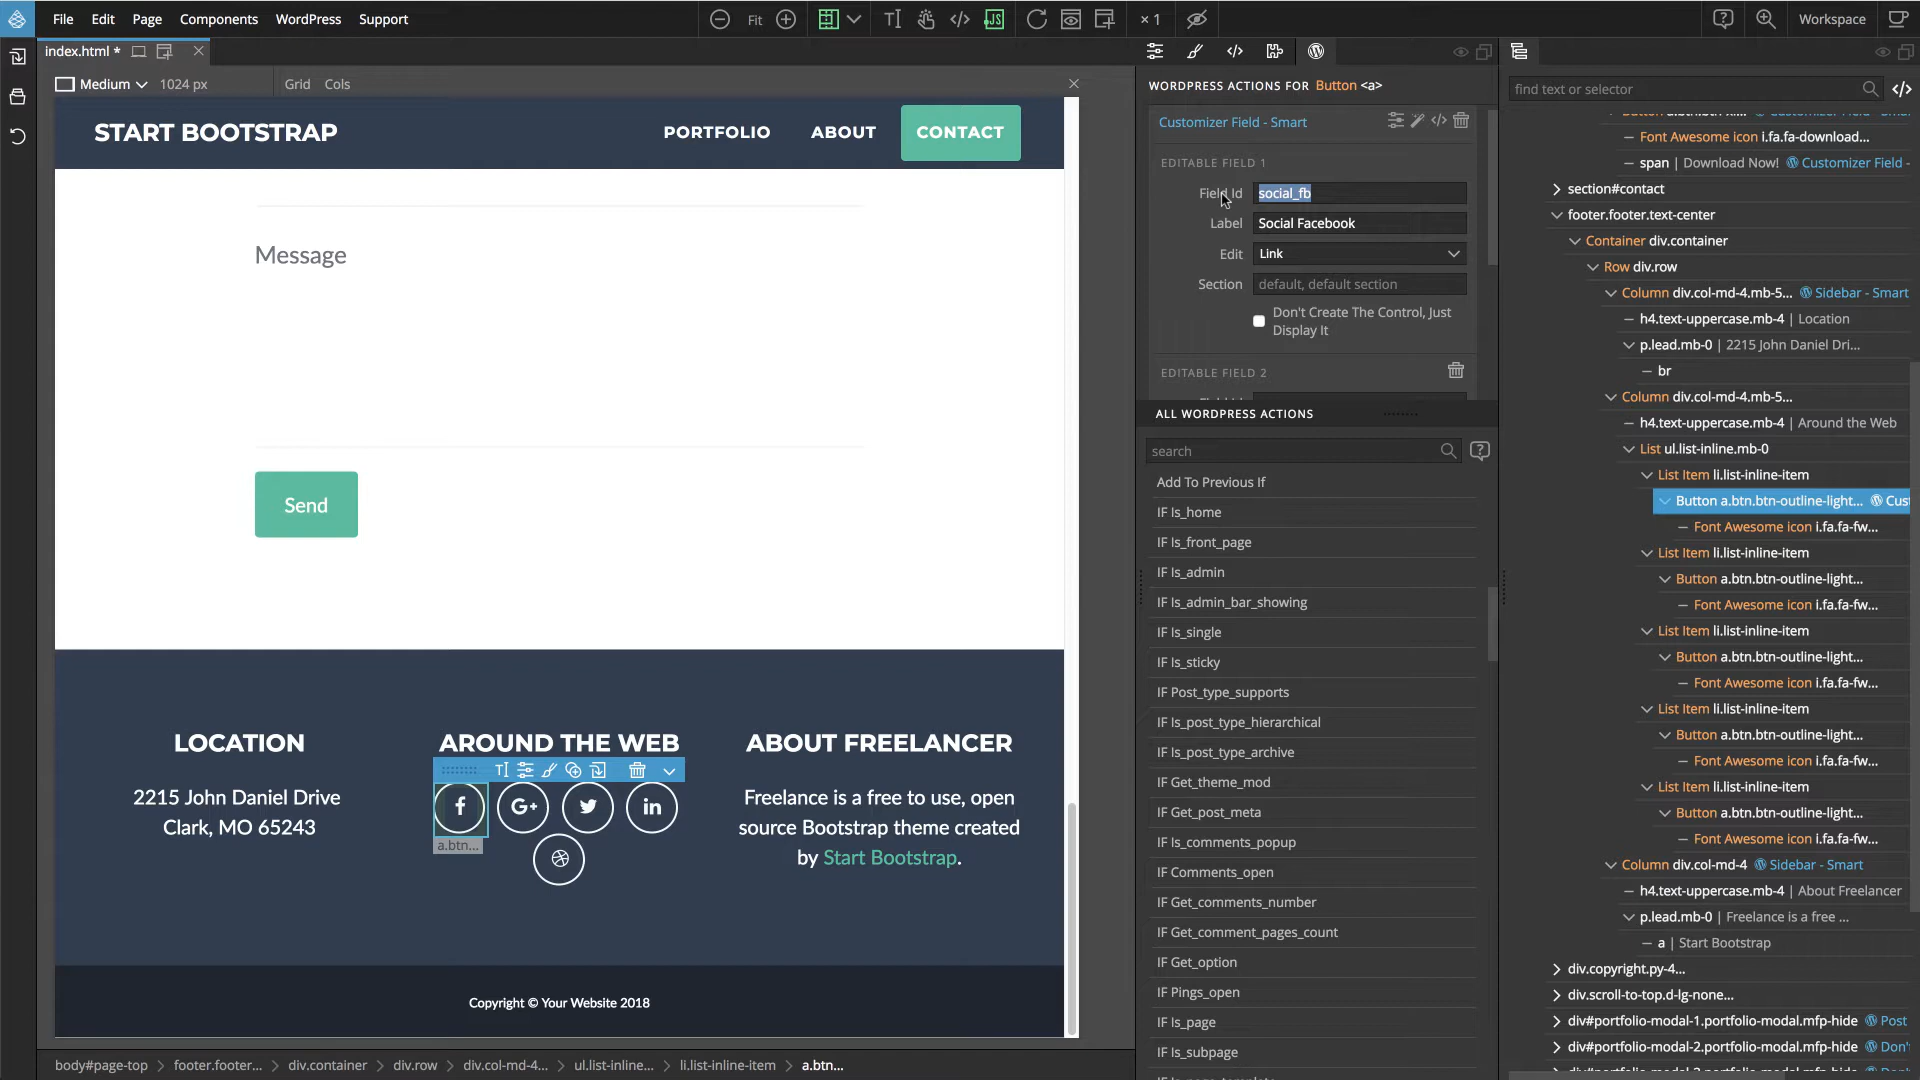 File Edit Page Components WordPress Support
Fit
× 1
Workspace
index.html *
Medium 1024 px Grid Cols
START BOOTSTRAP
PORTFOLIO ABOUT CONTACT
Message
Send
LOCATION
2215 John Daniel Drive
Clark, MO 65243
AROUND THE WEB
a.btn...
ABOUT FREELANCER
Freelance is a free to use, open
source Bootstrap theme created
by Start Bootstrap.
Copyright © Your Website 2018
body#page-top footer.footer... div.container div.row div.col-md-4... ul.list-inline... li.list-inline-item a.btn...
WORDPRESS ACTIONS FOR Button <a>
Customizer Field - Smart
EDITABLE FIELD 1
Field Id social_fb
Label Social Facebook
Edit Link
Section default, default section
Don't Create The Control, Just
Display It
EDITABLE FIELD 2
ALL WORDPRESS ACTIONS
search
Add To Previous If
IF Is_home
IF Is_front_page
IF Is_admin
IF Is_admin_bar_showing
IF Is_single
IF Is_sticky
IF Post_type_supports
IF Is_post_type_hierarchical
IF Is_post_type_archive
IF Get_theme_mod
IF Get_post_meta
IF Is_comments_popup
IF Comments_open
IF Get_comments_number
IF Get_comment_pages_count
IF Get_option
IF Pings_open
IF Is_page
IF Is_subpage
find text or selector
Font Awesome icon i.fa.fa-download...
span | Download Now! Customizer Field -
section#contact
footer.footer.text-center
Container div.container
Row div.row
Column div.col-md-4.mb-5... Sidebar - Smart
h4.text-uppercase.mb-4 | Location
p.lead.mb-0 | 2215 John Daniel Dri...
br
Column div.col-md-4.mb-5...
h4.text-uppercase.mb-4 | Around the Web
List ul.list-inline.mb-0
List Item li.list-inline-item
Button a.btn.btn-outline-light... Cus
Font Awesome icon i.fa.fa-fw...
List Item li.list-inline-item
Button a.btn.btn-outline-light...
Font Awesome icon i.fa.fa-fw...
List Item li.list-inline-item
Button a.btn.btn-outline-light...
Font Awesome icon i.fa.fa-fw...
List Item li.list-inline-item
Button a.btn.btn-outline-light...
Font Awesome icon i.fa.fa-fw...
List Item li.list-inline-item
Button a.btn.btn-outline-light...
Font Awesome icon i.fa.fa-fw...
Column div.col-md-4 Sidebar - Smart
h4.text-uppercase.mb-4 | About Freelancer
p.lead.mb-0 | Freelance is a free ...
a | Start Bootstrap
div.copyright.py-4...
div.scroll-to-top.d-lg-none...
div#portfolio-modal-1.portfolio-modal.mfp-hide Post
div#portfolio-modal-2.portfolio-modal.mfp-hide Don'